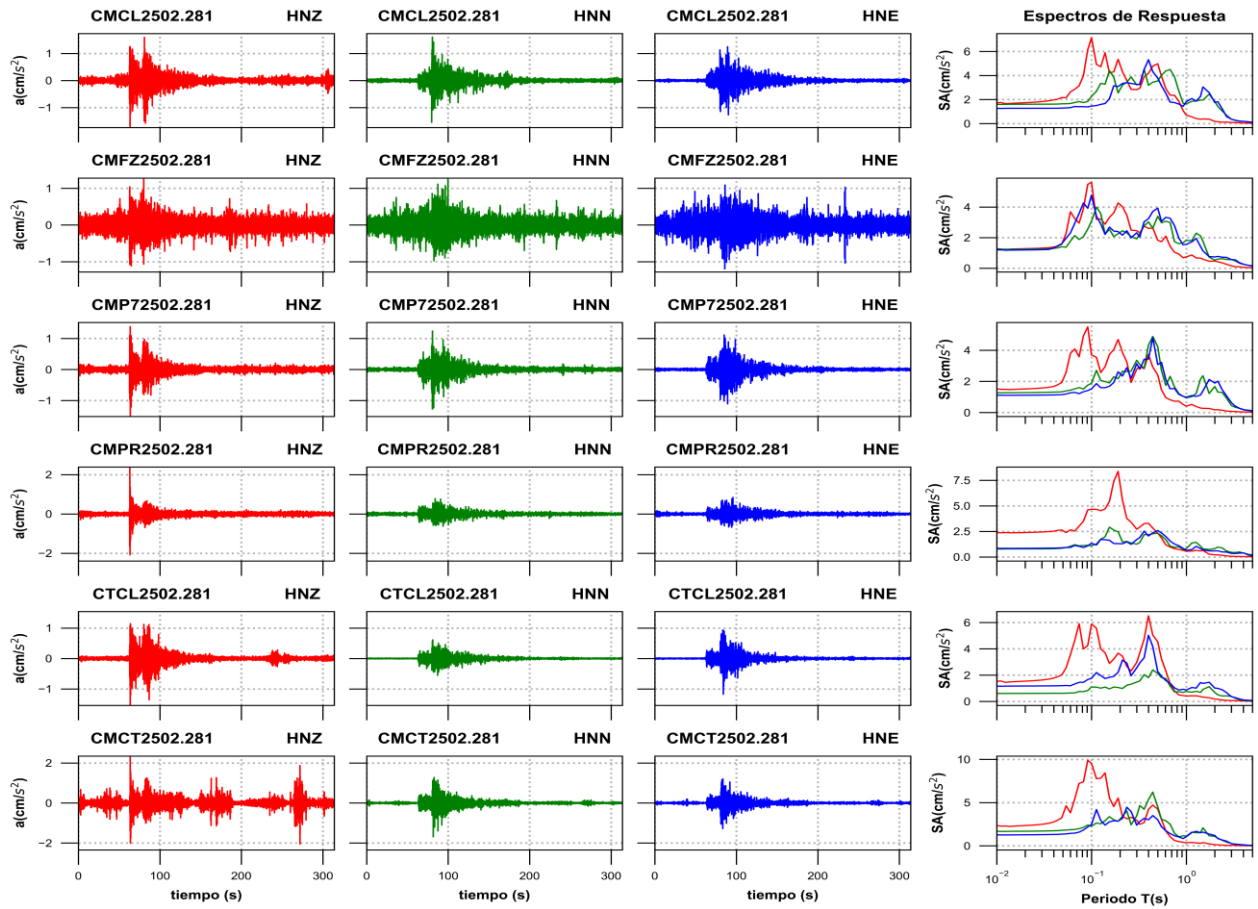 CMCL2502.281 HNZ CMCL2502.281 HNN CMCL2502.281 HNE Espectros de Respuesta
a(cm/s²) 1 0 −1 SA(cm/s²) 6 4 2 0
CMFZ2502.281 HNZ CMFZ2502.281 HNN CMFZ2502.281 HNE
a(cm/s²) 1 0 −1 SA(cm/s²) 4 2 0
CMP72502.281 HNZ CMP72502.281 HNN CMP72502.281 HNE
a(cm/s²) 1 0 −1 SA(cm/s²) 4 2 0
CMPR2502.281 HNZ CMPR2502.281 HNN CMPR2502.281 HNE
a(cm/s²) 2 0 −2 SA(cm/s²) 7.5 5.0 2.5 0.0
CTCL2502.281 HNZ CTCL2502.281 HNN CTCL2502.281 HNE
a(cm/s²) 1 0 −1 SA(cm/s²) 6 4 2 0
CMCT2502.281 HNZ CMCT2502.281 HNN CMCT2502.281 HNE
a(cm/s²) 2 0 −2 SA(cm/s²) 10 5 0
0 100 200 300 0 100 200 300 0 100 200 300 10⁻² 10⁻¹ 10⁰
tiempo (s) tiempo (s) tiempo (s) Periodo T(s)